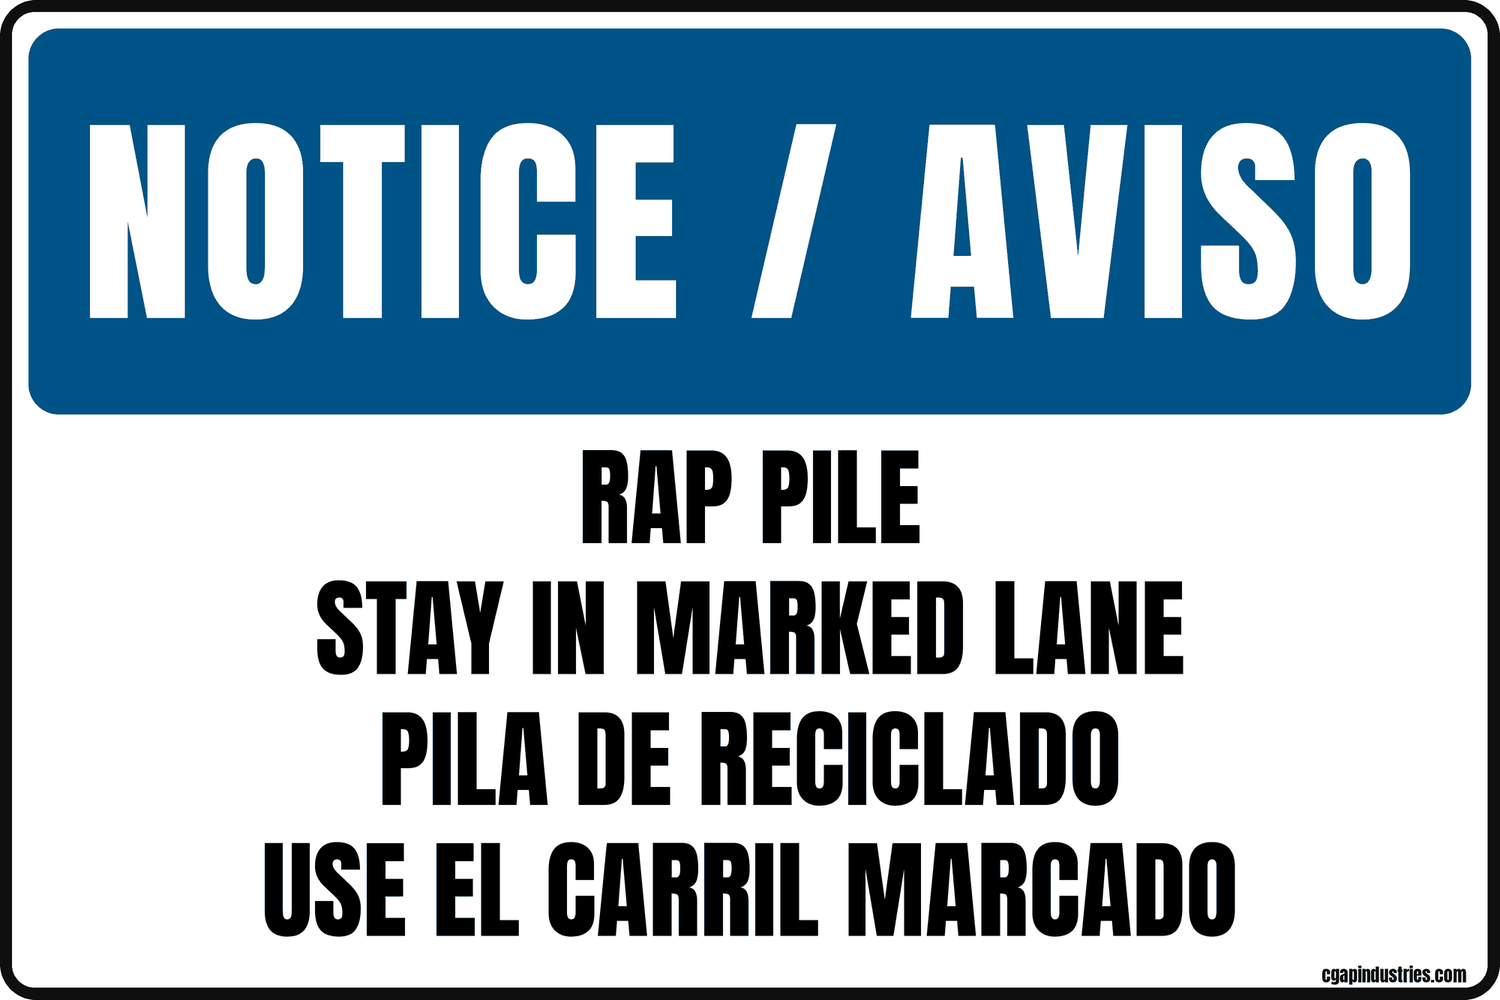 NOTICE / AVISO
RAP PILE
STAY IN MARKED LANE
PILA DE RECICLADO
USE EL CARRIL MARCADO
cgapindustries.com